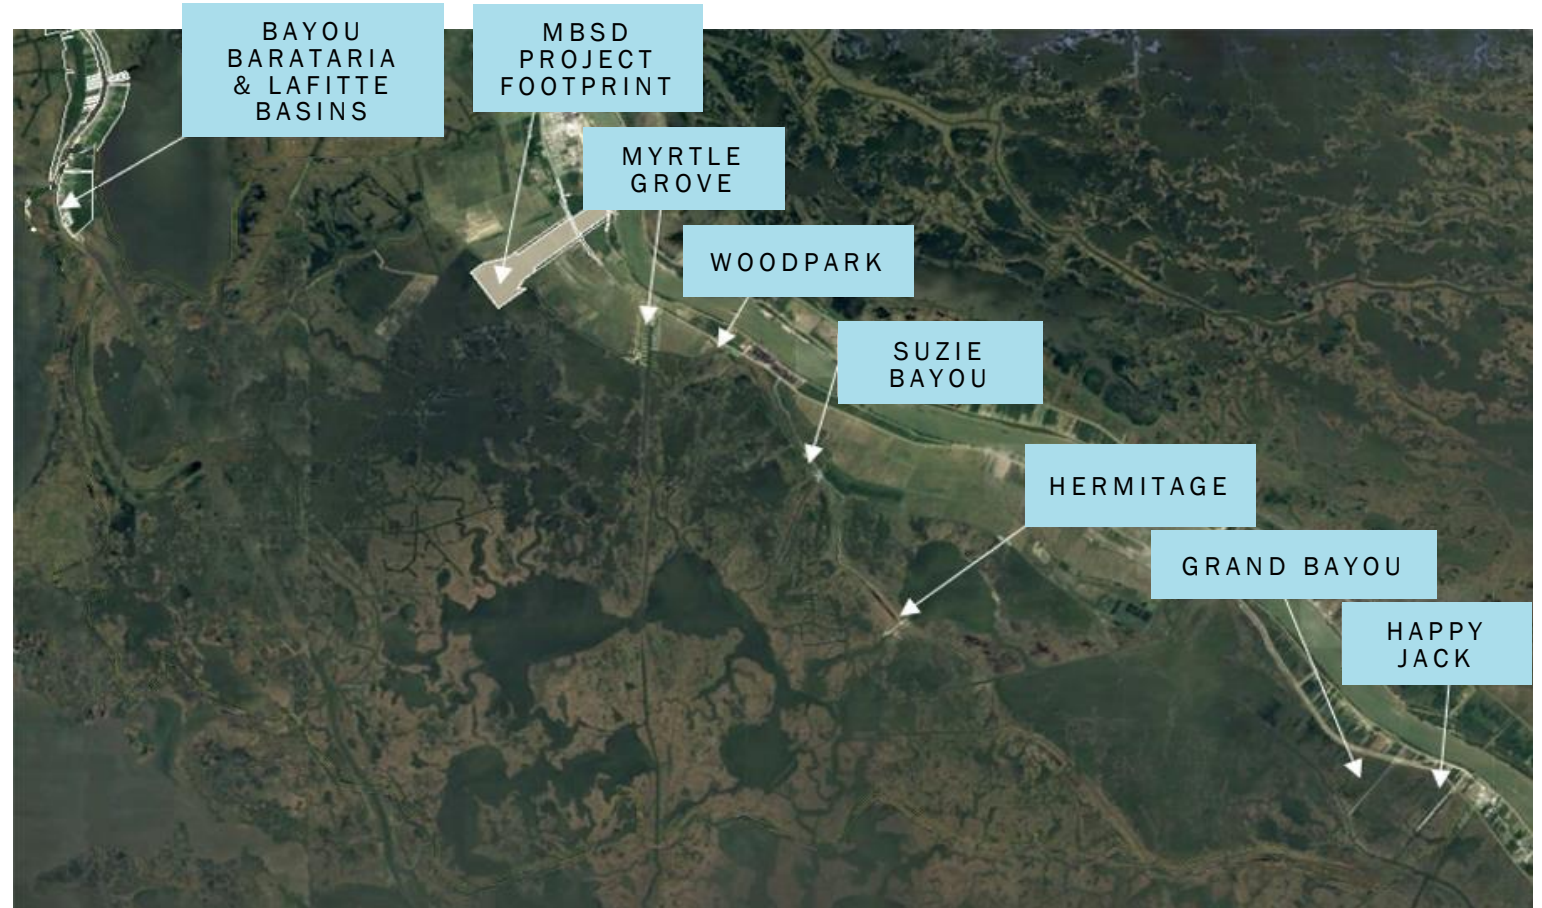 BAYOU
BARATARIA
& LAFITTE
BASINS
MBSD
PROJECT
FOOTPRINT
MYRTLE
GROVE
WOODPARK
SUZIE
BAYOU
HERMITAGE
GRAND BAYOU
HAPPY
JACK